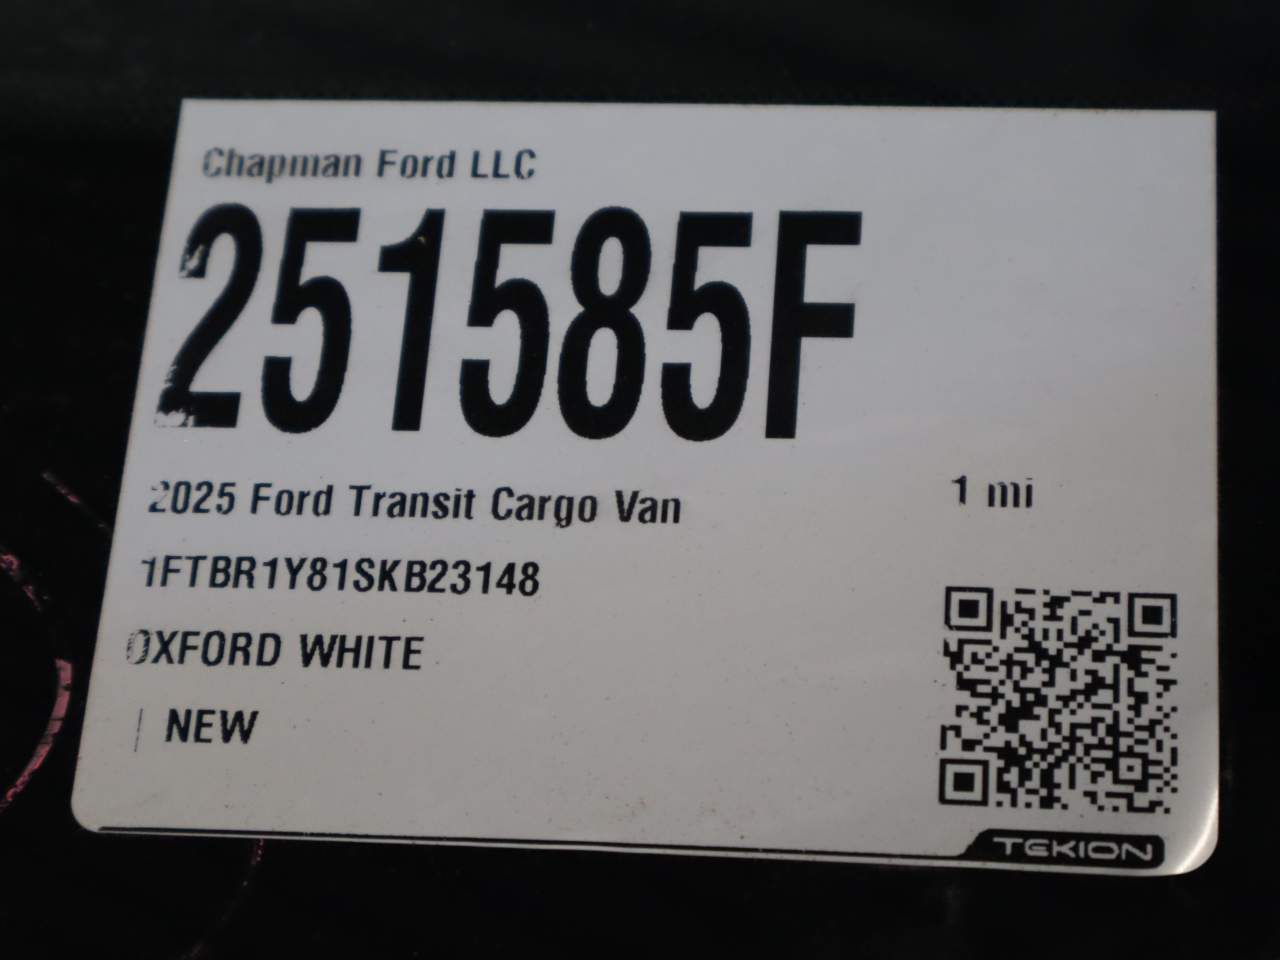 Chapman Ford LLC
251585F
2025 Ford Transit Cargo Van
1 mi
1FTBR1Y81SKB23148
OXFORD WHITE
| NEW
TEKION